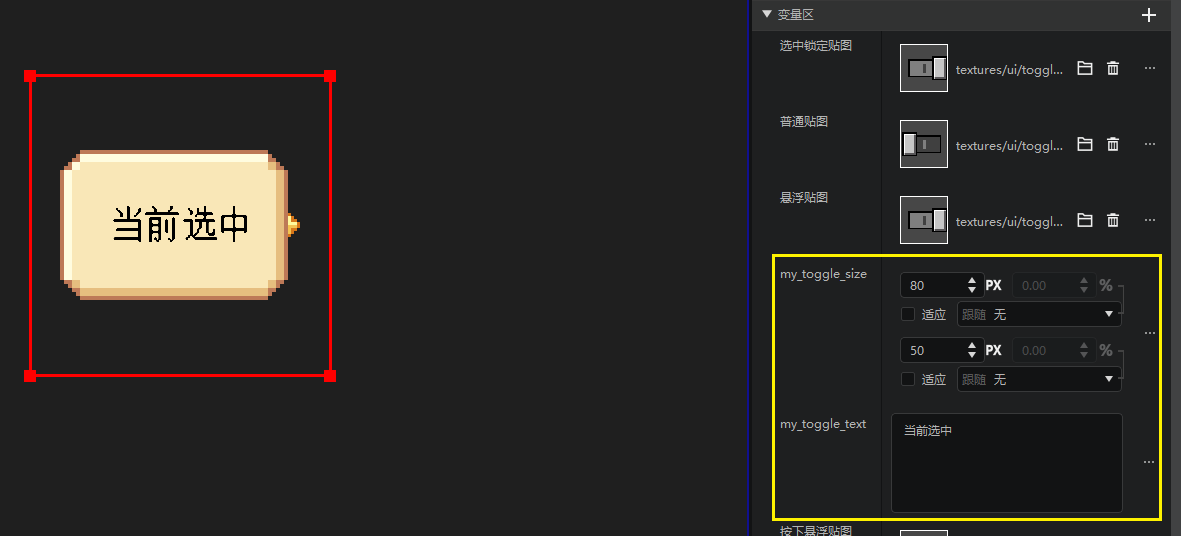 当前选中
变量区
选中锁定贴图
textures/ui/toggl...
普通贴图
textures/ui/toggl...
悬浮贴图
textures/ui/toggl...
my_toggle_size
80 PX 0.00 %
适应 跟随 无
50 PX 0.00 %
适应 跟随 无
my_toggle_text
当前选中
按下悬浮贴图